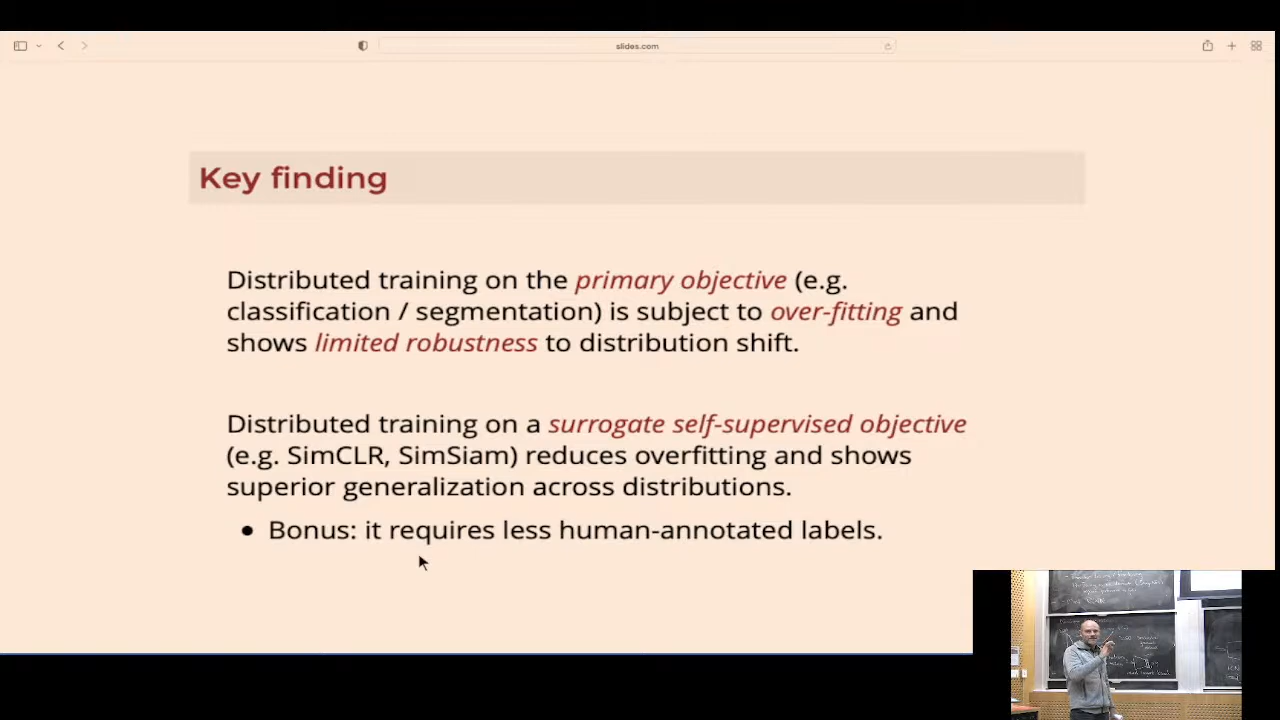 slides.com
Key finding
Distributed training on the primary objective (e.g.
classification / segmentation) is subject to over-fitting and
shows limited robustness to distribution shift.
Distributed training on a surrogate self-supervised objective
(e.g. SimCLR, SimSiam) reduces overfitting and shows
superior generalization across distributions.
• Bonus: it requires less human-annotated labels.